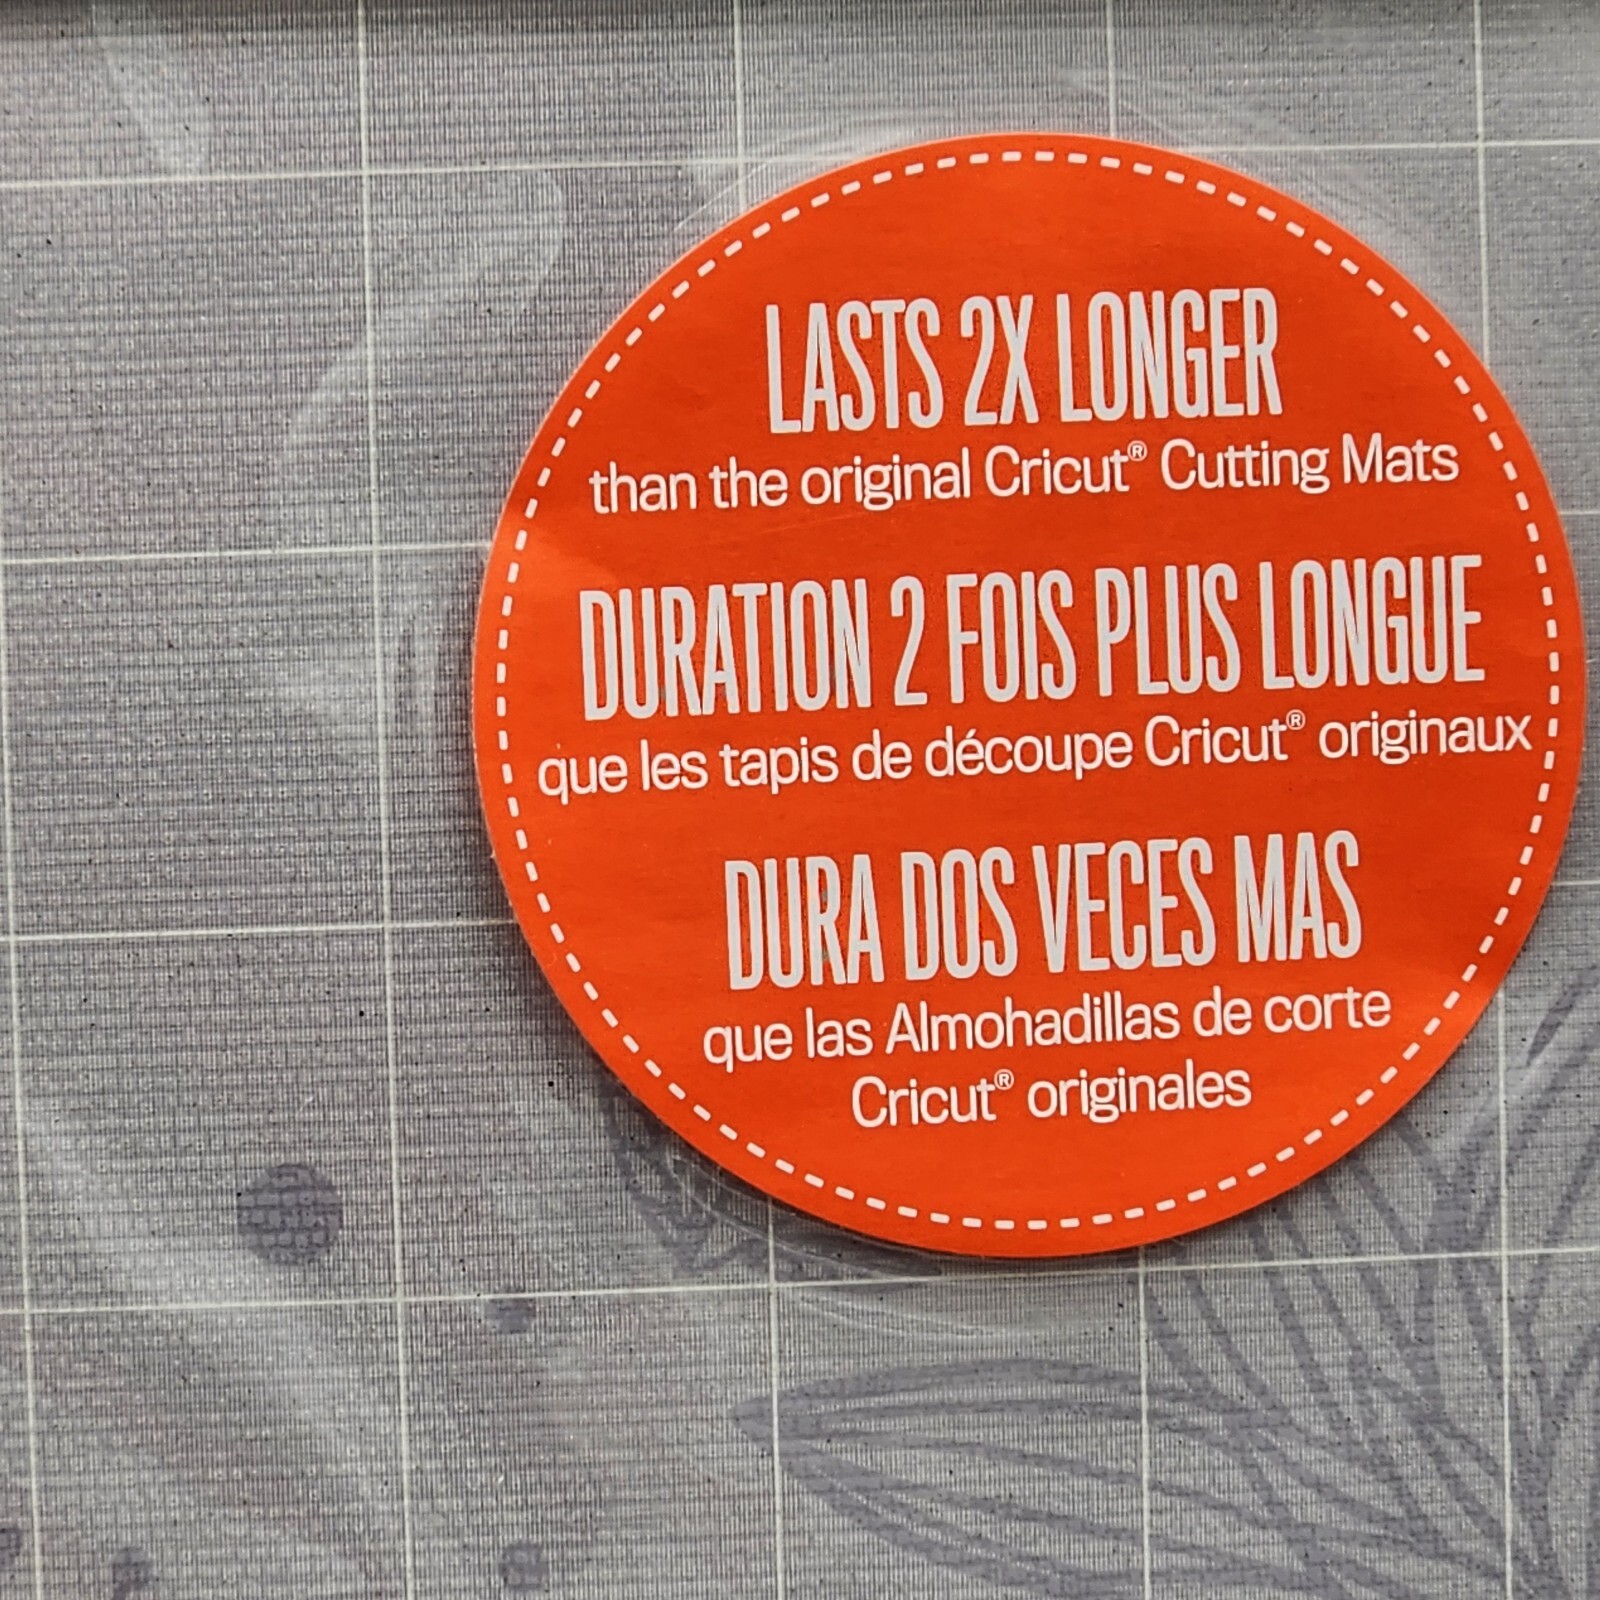 LASTS 2X LONGER
than the original Cricut® Cutting Mats
DURATION 2 FOIS PLUS LONGUE
que les tapis de découpe Cricut® originaux
DURA DOS VECES MAS
que las Almohadillas de corte
Cricut® originales